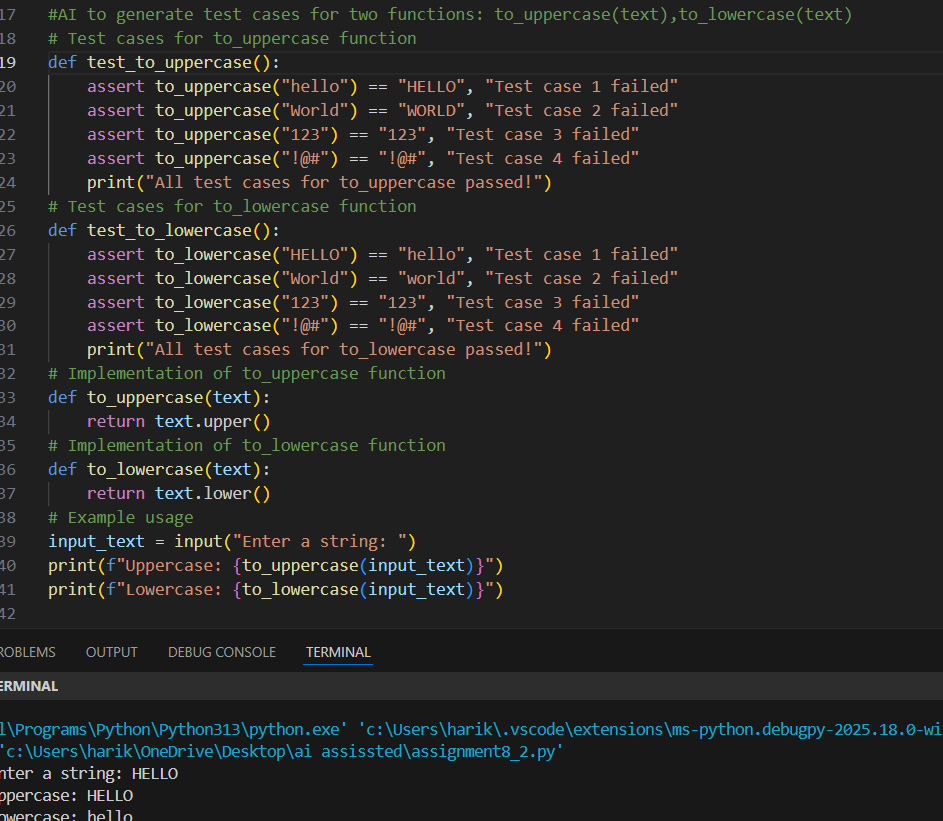 17 #AI to generate test cases for two functions: to_uppercase(text),to_lowercase(text)
18 # Test cases for to_uppercase function
19 def test_to_uppercase():
20     assert to_uppercase("hello") == "HELLO", "Test case 1 failed"
21     assert to_uppercase("World") == "WORLD", "Test case 2 failed"
22     assert to_uppercase("123") == "123", "Test case 3 failed"
23     assert to_uppercase("!@#") == "!@#", "Test case 4 failed"
24     print("All test cases for to_uppercase passed!")
25 # Test cases for to_lowercase function
26 def test_to_lowercase():
27     assert to_lowercase("HELLO") == "hello", "Test case 1 failed"
28     assert to_lowercase("World") == "world", "Test case 2 failed"
29     assert to_lowercase("123") == "123", "Test case 3 failed"
30     assert to_lowercase("!@#") == "!@#", "Test case 4 failed"
31     print("All test cases for to_lowercase passed!")
32 # Implementation of to_uppercase function
33 def to_uppercase(text):
34     return text.upper()
35 # Implementation of to_lowercase function
36 def to_lowercase(text):
37     return text.lower()
38 # Example usage
39 input_text = input("Enter a string: ")
40 print(f"Uppercase: {to_uppercase(input_text)}")
41 print(f"Lowercase: {to_lowercase(input_text)}")
42
ROBLEMS OUTPUT DEBUG CONSOLE TERMINAL
ERMINAL
l\Programs\Python\Python313\python.exe' 'c:\Users\harik\.vscode\extensions\ms-python.debugpy-2025.18.0-wi
'c:\Users\harik\OneDrive\Desktop\ai assissted\assignment8_2.py'
nter a string: HELLO
ppercase: HELLO
owercase: hello